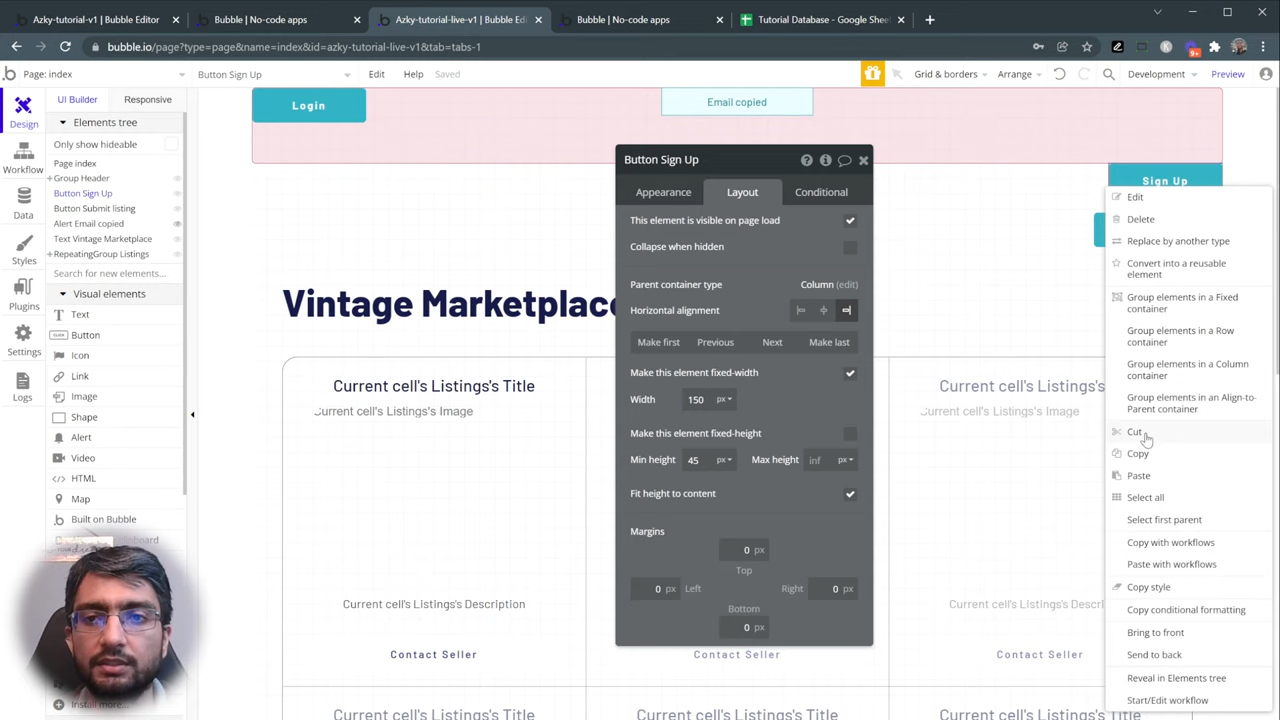 Azky-tutorial-v1 | Bubble Editor
Bubble | No-code apps
Azky-tutorial-live-v1 | Bubble Edi
Bubble | No-code apps
Tutorial Database - Google Shee
bubble.io/page?type=page&name=index&id=azky-tutorial-live-v1&tab=tabs-1
9+
Page: index
Button Sign Up
Edit
Help
Saved
Grid & borders
Arrange
Development
Preview
UI Builder
Responsive
Design
Workflow
Data
Styles
Plugins
Settings
Logs
Elements tree
Only show hideable
Page index
Group Header
Button Sign Up
Button Submit listing
Alert Email copied
Text Vintage Marketplace
RepeatingGroup Listings
Search for new elements...
Visual elements
Text
CLICK
Button
Icon
Link
Image
Shape
Alert
Video
HTML
Map
Built on Bubble
Install more...
Login
Email copied
Sign Up
Vintage Marketplace
Current cell's Listings's Title
Current cell's Listings's Image
Current cell's Listings's Description
Contact Seller
Current cell's Listings's Title
Contact Seller
Current cell's Listings's Title
Current cell's Listings's
Current cell's Listings's Image
Current cell's Listings's Descri
Contact Seller
Current cell's Listings's Title
Button Sign Up
Appearance
Layout
Conditional
This element is visible on page load
Collapse when hidden
Parent container type
Column (edit)
Horizontal alignment
Make first
Previous
Next
Make last
Make this element fixed-width
Width
150
px
Make this element fixed-height
Min height
45
px
Max height
inf
px
Fit height to content
Margins
0 px
Top
0 px
Left
Right
0 px
Bottom
0 px
Edit
Delete
Replace by another type
Convert into a reusable
element
Group elements in a Fixed
container
Group elements in a Row
container
Group elements in a Column
container
Group elements in an Align-to-
Parent container
Cut
Copy
Paste
Select all
Select first parent
Copy with workflows
Paste with workflows
Copy style
Copy conditional formatting
Bring to front
Send to back
Reveal in Elements tree
Start/Edit workflow